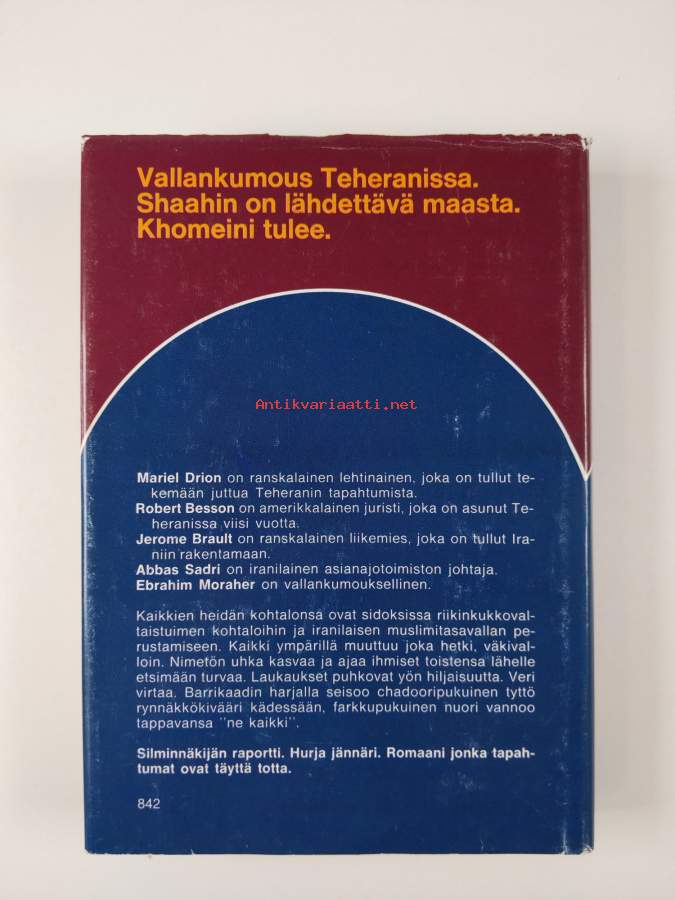 Vallankumous Teheranissa.
Shaahin on lähdettävä maasta.
Khomeini tulee.
Antikvariaatti.net
Mariel Drion on ranskalainen lehtinainen, joka on tullut te-
kemään juttua Teheranin tapahtumista.
Robert Besson on amerikkalainen juristi, joka on asunut Te-
heranissa viisi vuotta.
Jerome Brault on ranskalainen liikemies, joka on tullut Ira-
niin rakentamaan.
Abbas Sadri on iranilainen asianajotoimiston johtaja.
Ebrahim Moraher on vallankumouksellinen.
Kaikkien heidän kohtalonsa ovat sidoksissa riikinkukkoval-
taistuimen kohtaloihin ja iranilaisen muslimitasavallan pe-
rustamiseen. Kaikki ympärillä muuttuu joka hetki, väkival-
loin. Nimetön uhka kasvaa ja ajaa ihmiset toistensa lähelle
etsimään turvaa. Laukaukset puhkovat yön hiljaisuutta. Veri
virtaa. Barrikaadin harjalla seisoo chadooripukuinen tyttö
rynnäkkökivääri kädessään, farkkupukuinen nuori vannoo
tappavansa "ne kaikki".
Silminnäkijän raportti. Hurja jännäri. Romaani jonka tapah-
tumat ovat täyttä totta.
842